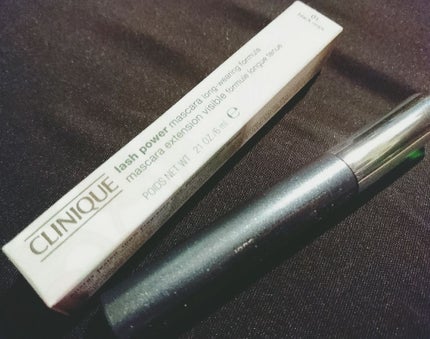 CLINIQUE
lash power mascara long-wearing formula
mascara extension visible formule longue tenue
POIDS NET WT .21 OZ./6 ml e
01